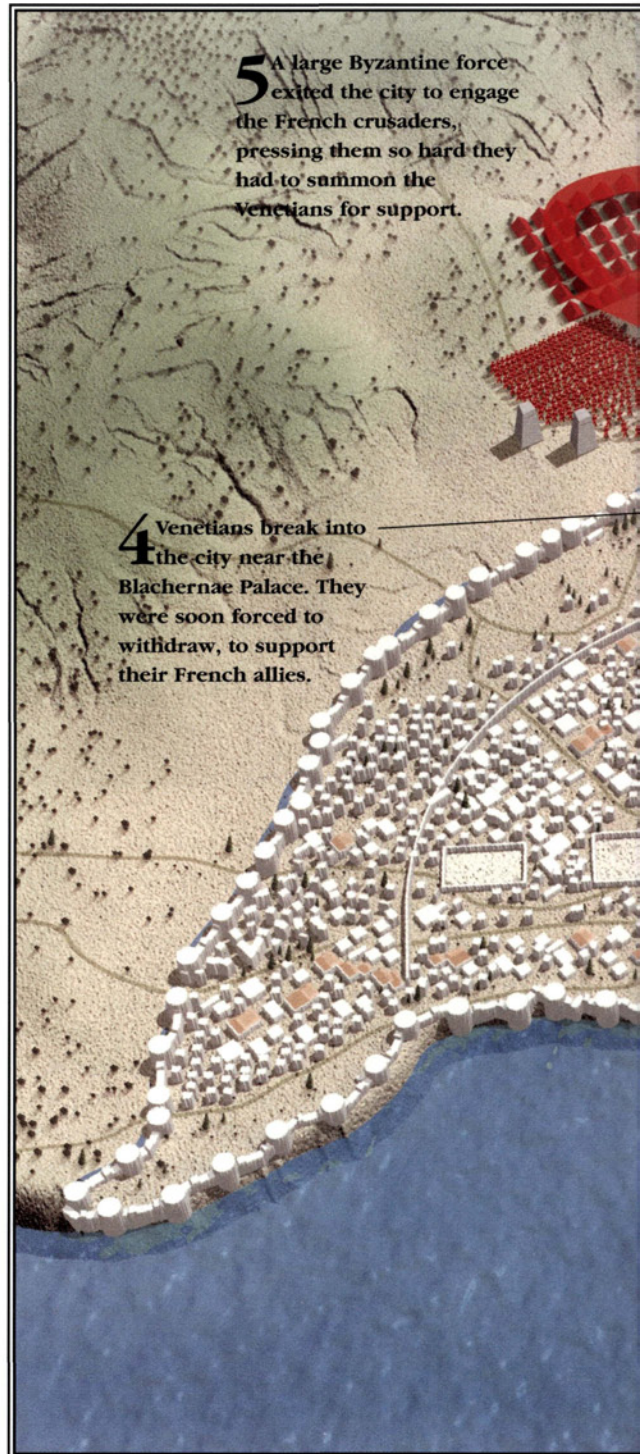 5 A large Byzantine force
exited the city to engage
the French crusaders,
pressing them so hard they
had to summon the
Venetians for support.
4 Venetians break into
the city near the
Blachernae Palace. They
were soon forced to
withdraw, to support
their French allies.